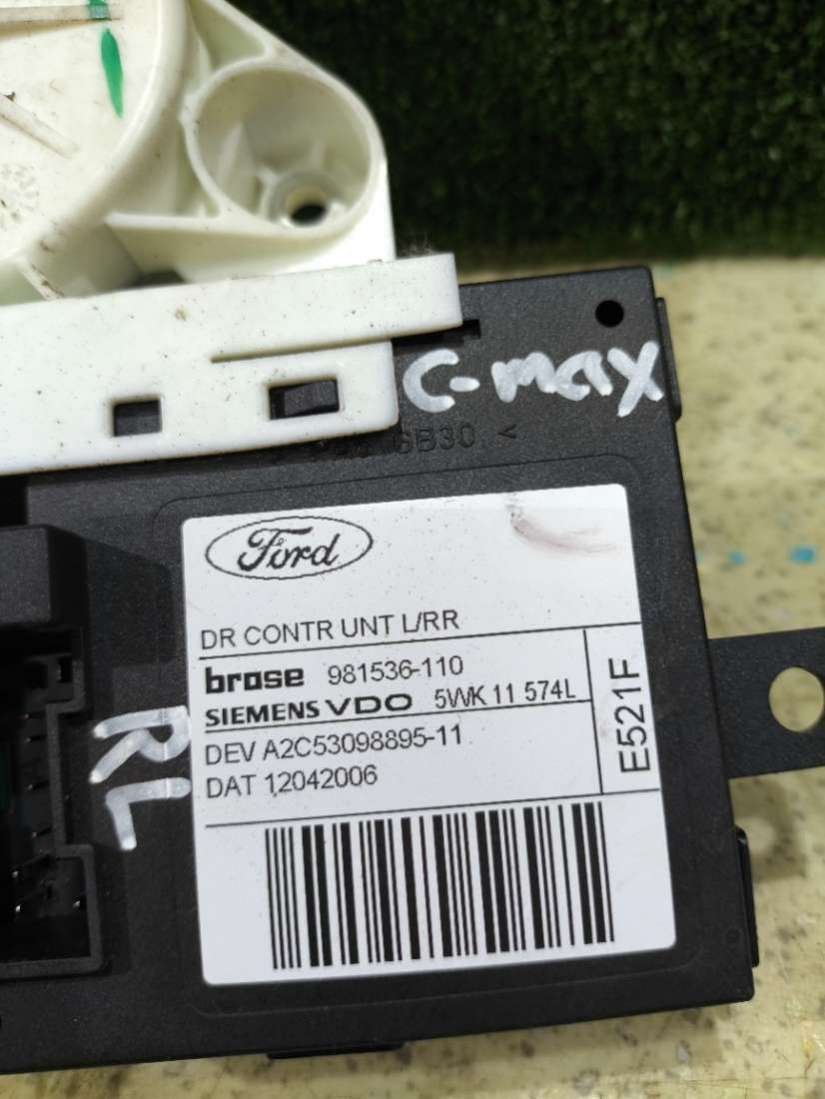 C-max
GB30 <
Ford
DR CONTR UNT L/RR
brose 981536-110
SIEMENS VDO 5WK 11 574L
DEV A2C53098895-11
DAT 12042006
E521F
RL